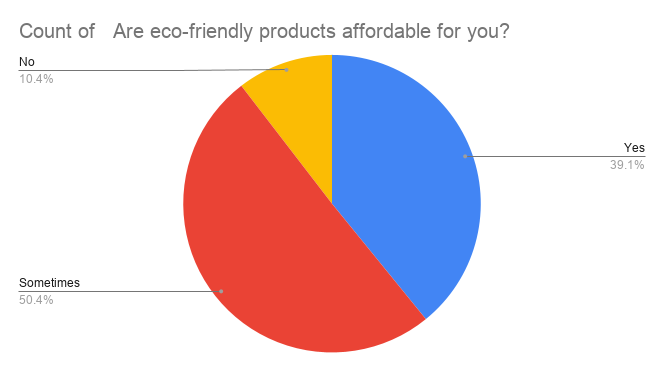 Count of   Are eco-friendly products affordable for you?
No
10.4%
Yes
39.1%
Sometimes
50.4%